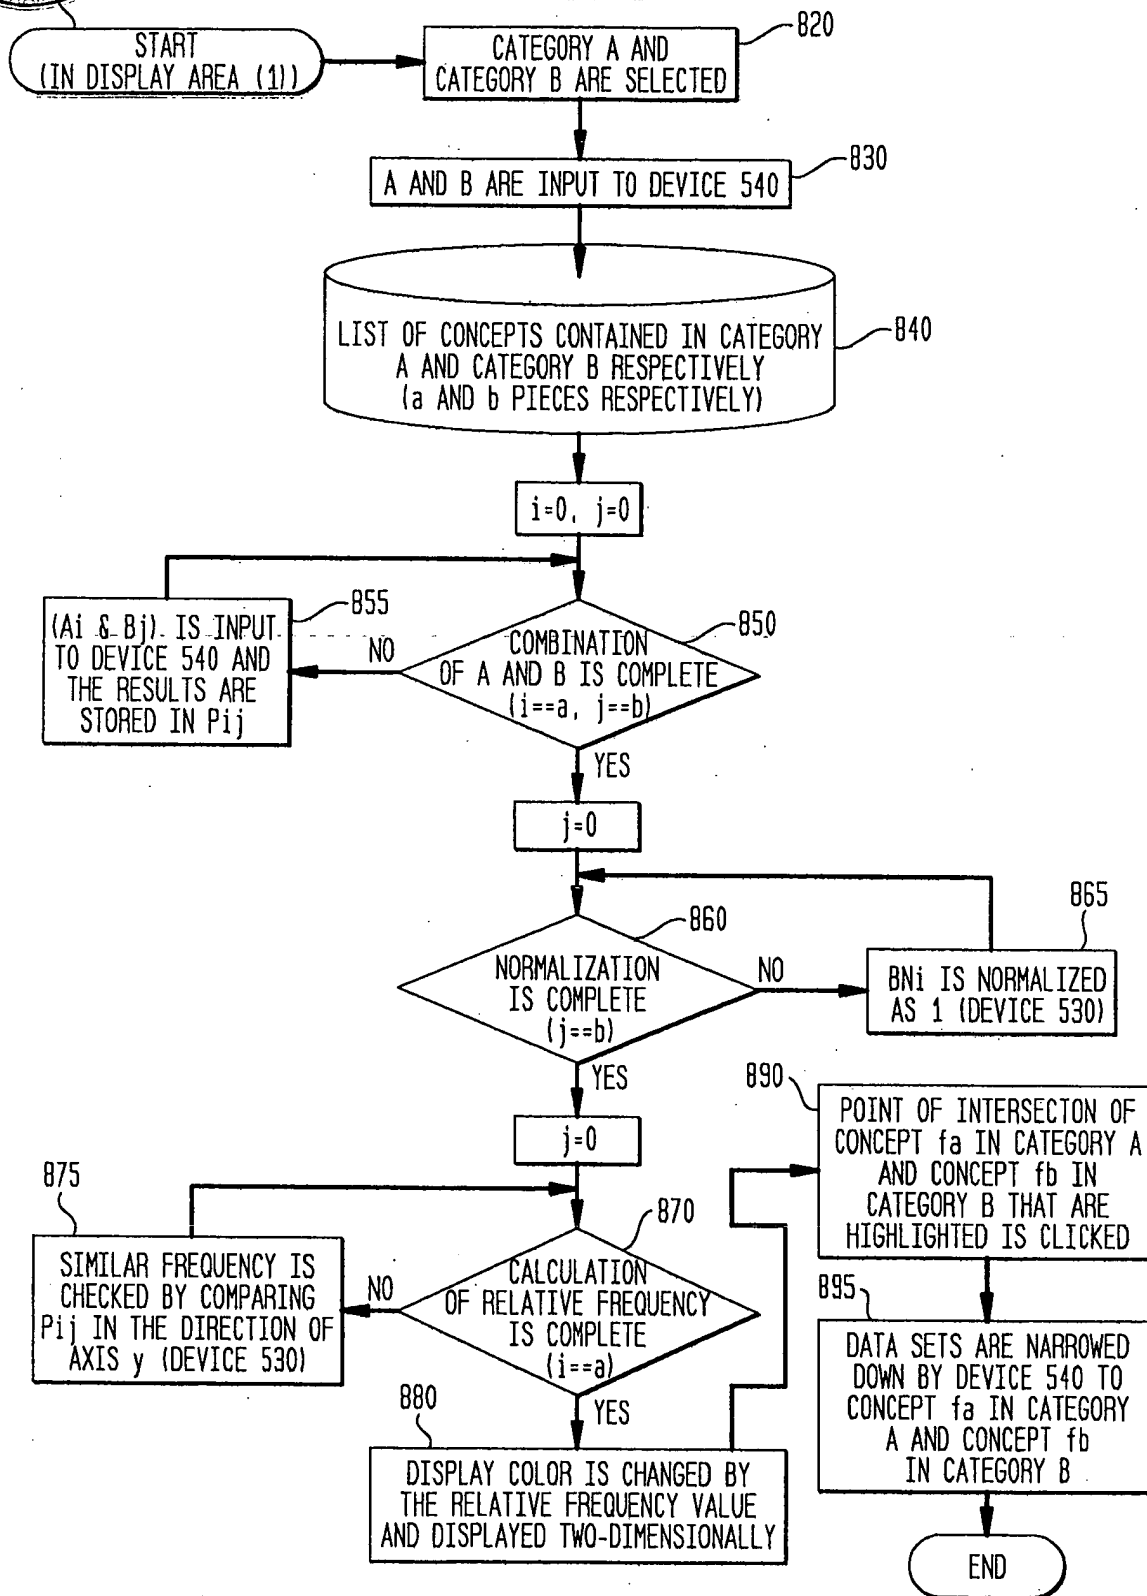 START
(IN DISPLAY AREA (1))
CATEGORY A AND
CATEGORY B ARE SELECTED
820
A AND B ARE INPUT TO DEVICE 540
830
LIST OF CONCEPTS CONTAINED IN CATEGORY
A AND CATEGORY B RESPECTIVELY
(a AND b PIECES RESPECTIVELY)
840
i=0, j=0
(Ai & Bj) IS INPUT
TO DEVICE 540 AND
THE RESULTS ARE
STORED IN Pij
855
NO
COMBINATION
OF A AND B IS COMPLETE
(i==a, j==b)
850
YES
j=0
NORMALIZATION
IS COMPLETE
(j==b)
860
NO
BNi IS NORMALIZED
AS 1 (DEVICE 530)
865
YES
j=0
875
SIMILAR FREQUENCY IS
CHECKED BY COMPARING
Pij IN THE DIRECTION OF
AXIS y (DEVICE 530)
NO
CALCULATION
OF RELATIVE FREQUENCY
IS COMPLETE
(i==a)
870
YES
880
DISPLAY COLOR IS CHANGED BY
THE RELATIVE FREQUENCY VALUE
AND DISPLAYED TWO-DIMENSIONALLY
890
POINT OF INTERSECTON OF
CONCEPT fa IN CATEGORY A
AND CONCEPT fb IN
CATEGORY B THAT ARE
HIGHLIGHTED IS CLICKED
895
DATA SETS ARE NARROWED
DOWN BY DEVICE 540 TO
CONCEPT fa IN CATEGORY
A AND CONCEPT fb
IN CATEGORY B
END